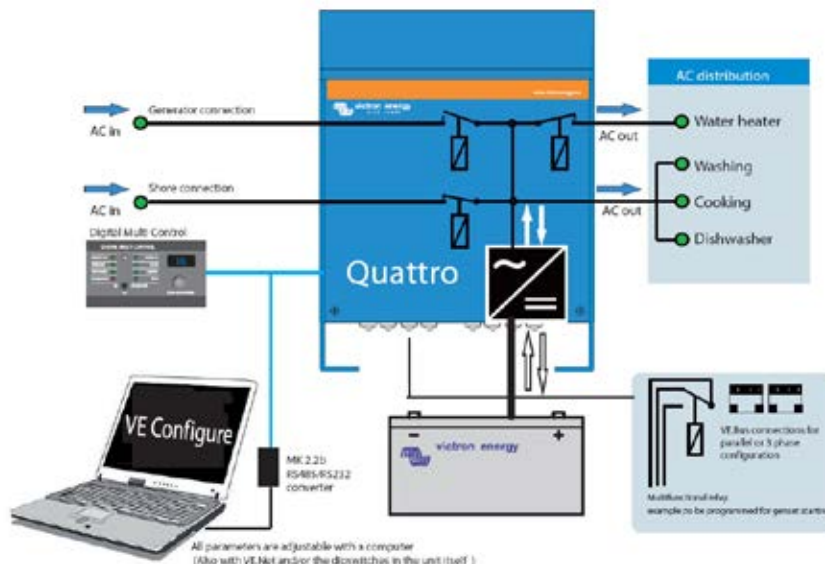 AC distribution
Generator connection
victron energy
AC in
AC out
Water heater
Washing
Shore connection
AC in
AC out
Cooking
Digital Multi Control
Dishwasher
Quattro
VE Configure
MK 2.2b
RS485/RS232
converter
- +
victron energy
VE.Bus connections for
parallel or 3 phase
configuration
Multifunctional relay
example to be programmed for genset starting
All parameters are adjustable with a computer
(Also with VE.Net and/or the dipswitches in the unit itself )